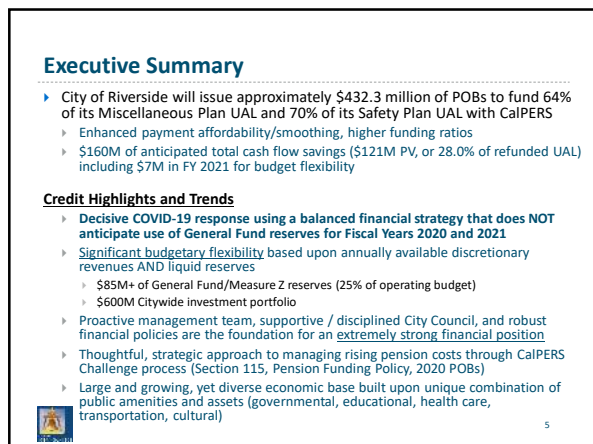 Executive Summary
City of Riverside will issue approximately $432.3 million of POBs to fund 64%
of its Miscellaneous Plan UAL and 70% of its Safety Plan UAL with CalPERS
Enhanced payment affordability/smoothing, higher funding ratios
$160M of anticipated total cash flow savings ($121M PV, or 28.0% of refunded UAL)
including $7M in FY 2021 for budget flexibility
Credit Highlights and Trends
Decisive COVID-19 response using a balanced financial strategy that does NOT
anticipate use of General Fund reserves for Fiscal Years 2020 and 2021
Significant budgetary flexibility based upon annually available discretionary
revenues AND liquid reserves
$85M+ of General Fund/Measure Z reserves (25% of operating budget)
$600M Citywide investment portfolio
Proactive management team, supportive / disciplined City Council, and robust
financial policies are the foundation for an extremely strong financial position
Thoughtful, strategic approach to managing rising pension costs through CalPERS
Challenge process (Section 115, Pension Funding Policy, 2020 POBs)
Large and growing, yet diverse economic base built upon unique combination of
public amenities and assets (governmental, educational, health care,
transportation, cultural)
5